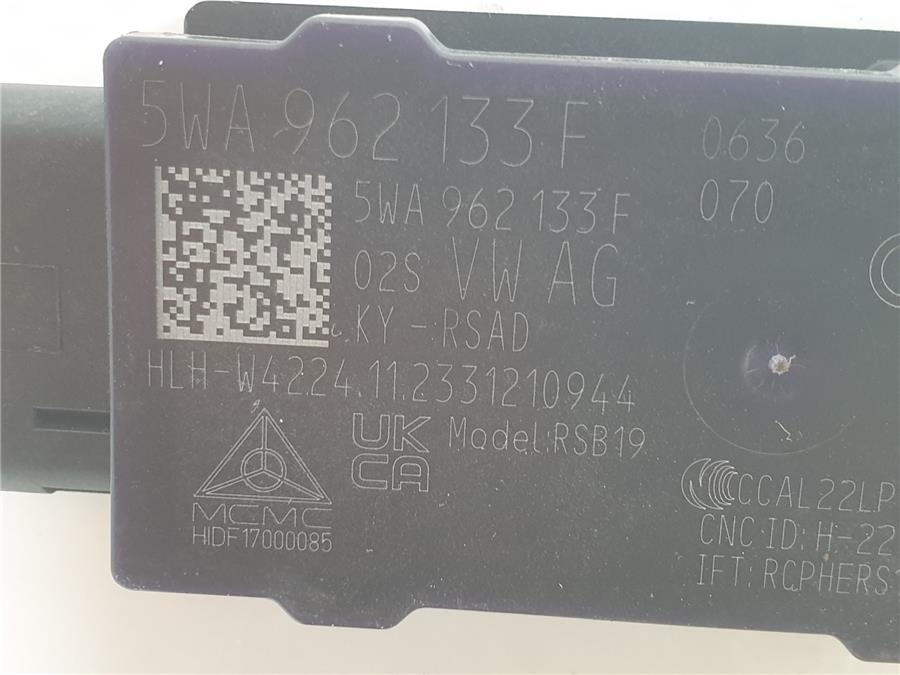 5WA 962 133 F
0636
5WA 962 133 F
070
02S VW AG
KY - RSAD
HLH-W4224.11.2331210944
UK
CA
Model:RSB19
MCMC
HIDF17000085
CCAL22LP
CNC ID: H-22
IFT: RCPHERS